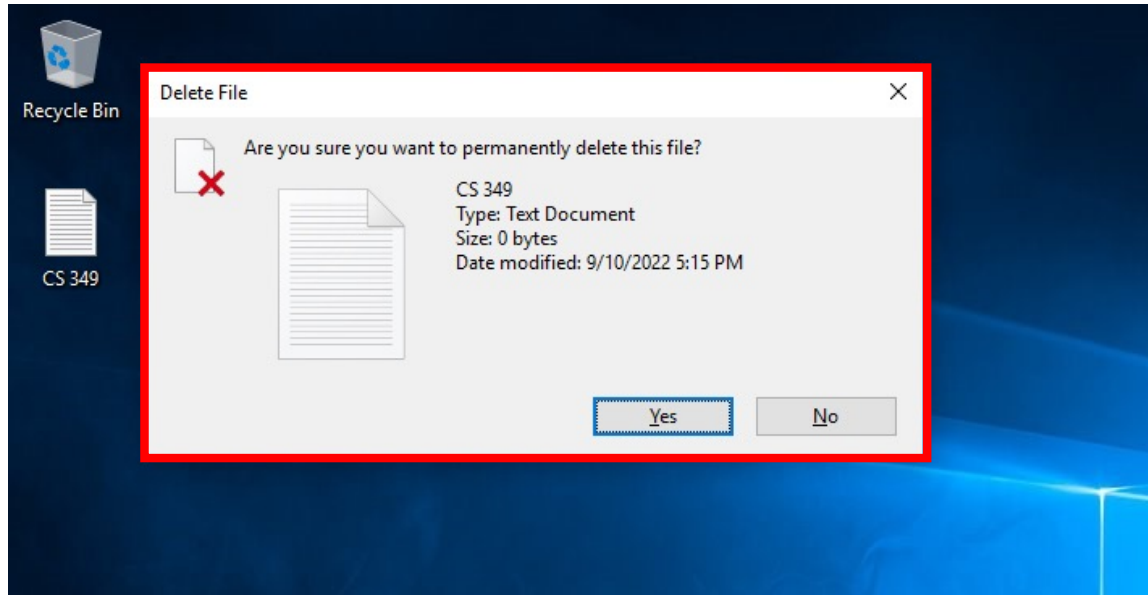 Recycle Bin
CS 349
Delete File
Are you sure you want to permanently delete this file?
CS 349
Type: Text Document
Size: 0 bytes
Date modified: 9/10/2022 5:15 PM
Yes
No